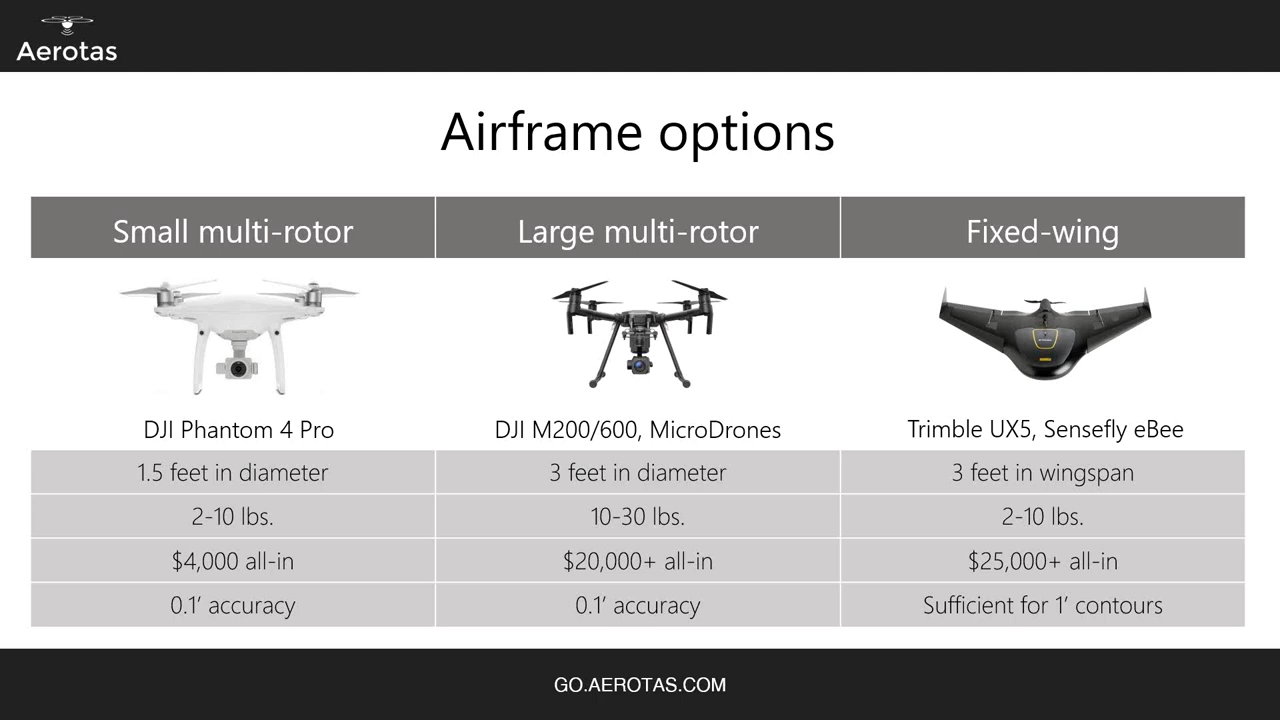 Aerotas
Airframe options
Small multi-rotor
Large multi-rotor
Fixed-wing
DJI Phantom 4 Pro
DJI M200/600, MicroDrones
Trimble UX5, Sensefly eBee
1.5 feet in diameter
3 feet in diameter
3 feet in wingspan
2-10 lbs.
10-30 lbs.
2-10 lbs.
$4,000 all-in
$20,000+ all-in
$25,000+ all-in
0.1’ accuracy
0.1’ accuracy
Sufficient for 1’ contours
GO.AEROTAS.COM